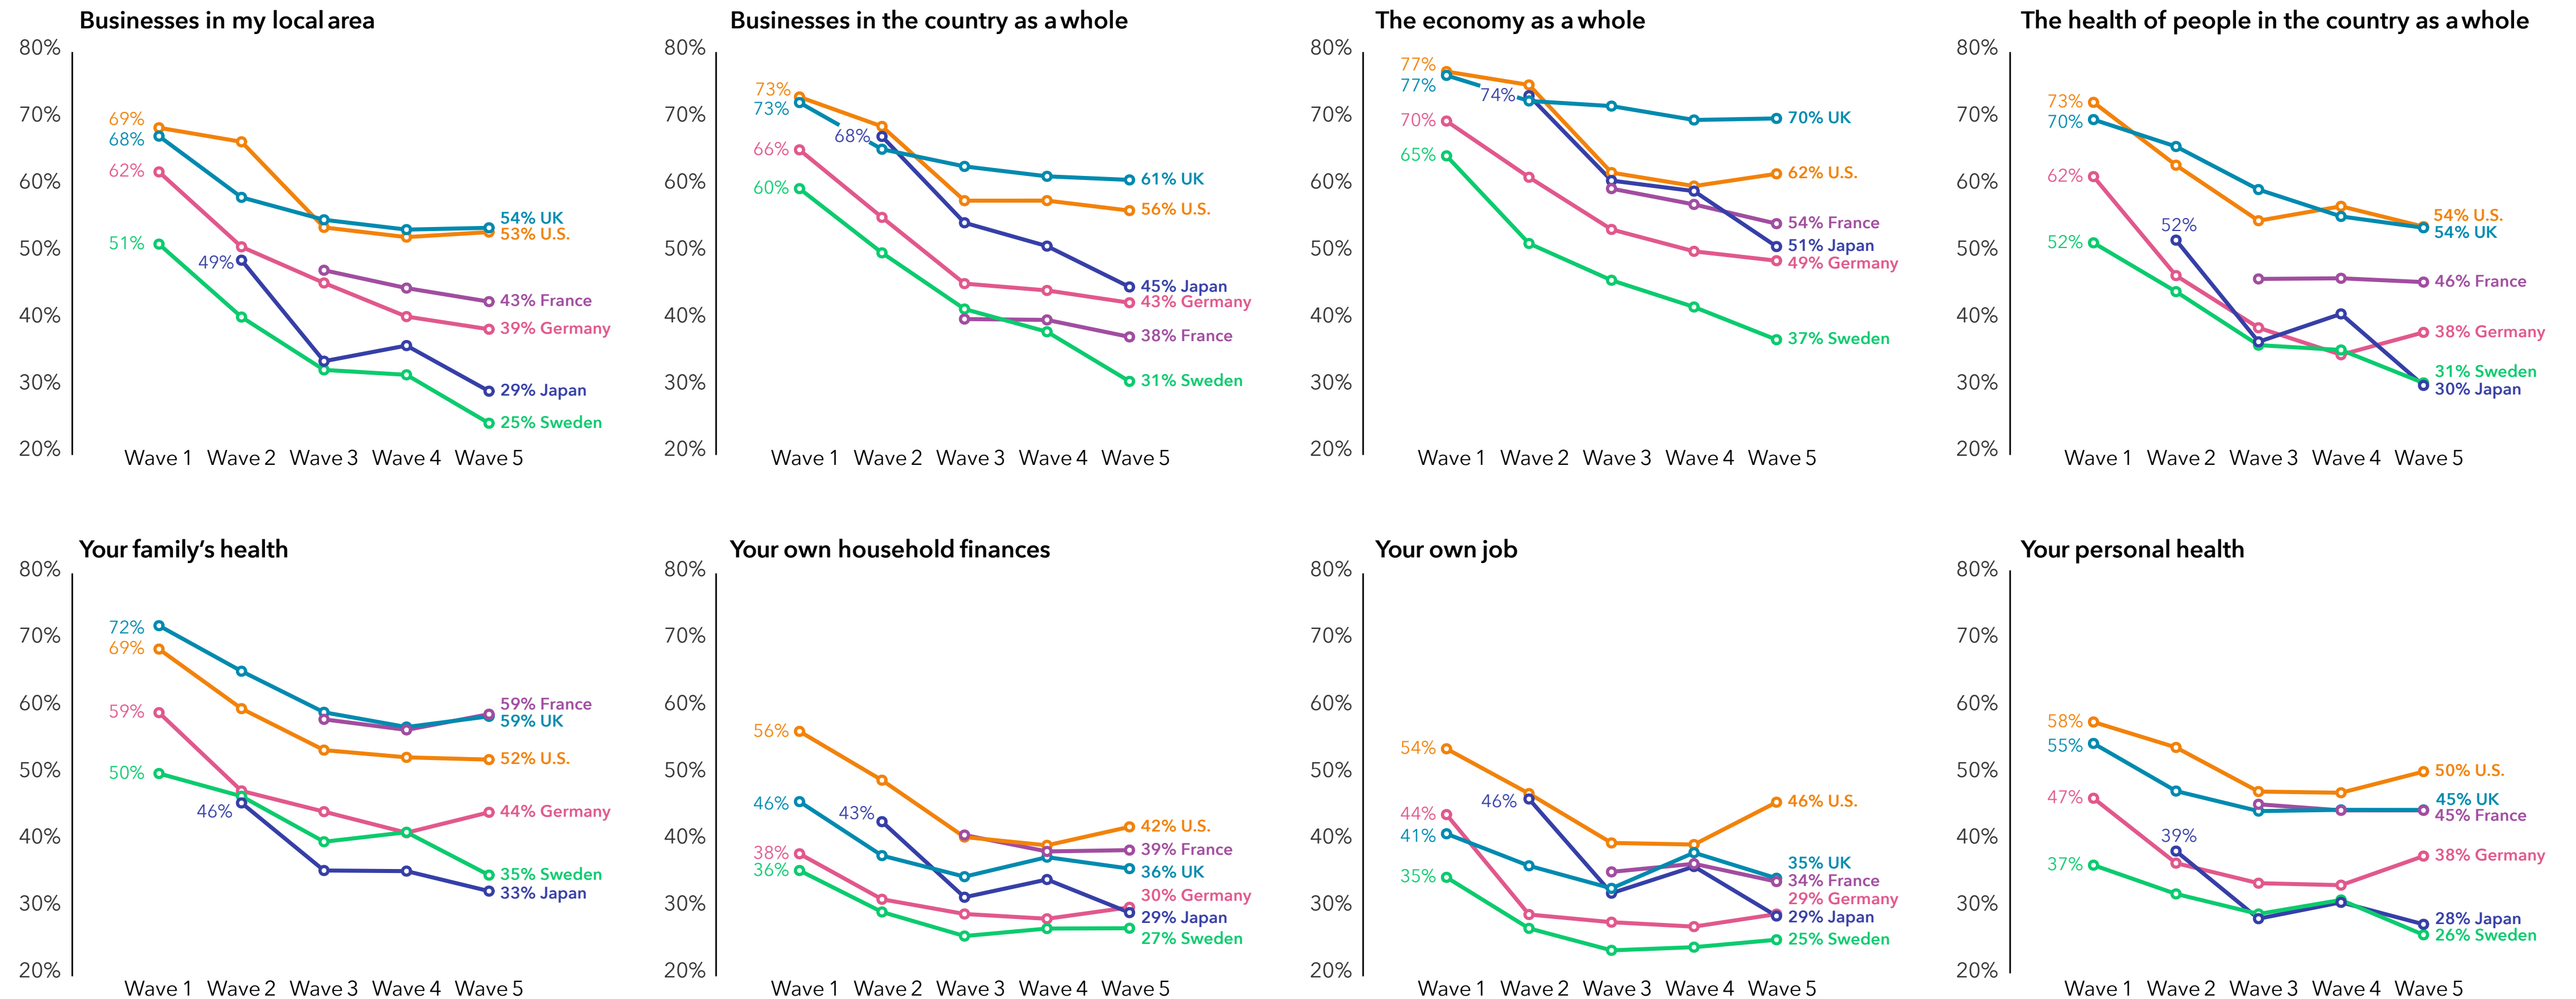 Businesses in my local area
80%
70%
60%
50%
40%
30%
20%
69%
68%
62%
51%
49%
54% UK
53% U.S.
43% France
39% Germany
29% Japan
25% Sweden
Wave 1 Wave 2 Wave 3 Wave 4 Wave 5
Businesses in the country as a whole
80%
70%
60%
50%
40%
30%
20%
73%
73%
68%
66%
60%
61% UK
56% U.S.
45% Japan
43% Germany
38% France
31% Sweden
Wave 1 Wave 2 Wave 3 Wave 4 Wave 5
The economy as a whole
80%
70%
60%
50%
40%
30%
20%
77%
77%
74%
70%
65%
70% UK
62% U.S.
54% France
51% Japan
49% Germany
37% Sweden
Wave 1 Wave 2 Wave 3 Wave 4 Wave 5
The health of people in the country as a whole
80%
70%
60%
50%
40%
30%
20%
73%
70%
62%
52%
52%
54% U.S.
54% UK
46% France
38% Germany
31% Sweden
30% Japan
Wave 1 Wave 2 Wave 3 Wave 4 Wave 5
Your family's health
80%
70%
60%
50%
40%
30%
20%
72%
69%
59%
50%
46%
59% France
59% UK
52% U.S.
44% Germany
35% Sweden
33% Japan
Wave 1 Wave 2 Wave 3 Wave 4 Wave 5
Your own household finances
80%
70%
60%
50%
40%
30%
20%
56%
46%
43%
38%
36%
42% U.S.
39% France
36% UK
30% Germany
29% Japan
27% Sweden
Wave 1 Wave 2 Wave 3 Wave 4 Wave 5
Your own job
80%
70%
60%
50%
40%
30%
20%
54%
46%
44%
41%
35%
46% U.S.
35% UK
34% France
29% Germany
29% Japan
25% Sweden
Wave 1 Wave 2 Wave 3 Wave 4 Wave 5
Your personal health
80%
70%
60%
50%
40%
30%
20%
58%
55%
47%
39%
37%
50% U.S.
45% UK
45% France
38% Germany
28% Japan
26% Sweden
Wave 1 Wave 2 Wave 3 Wave 4 Wave 5